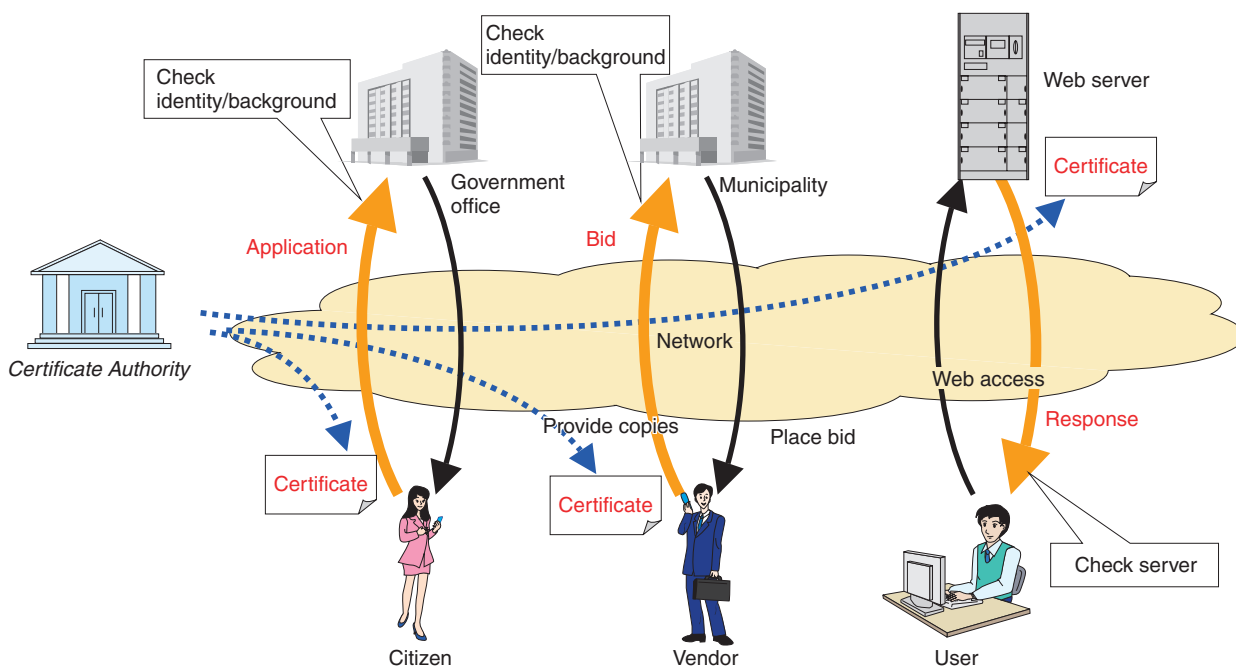 Check
identity/background
Check
identity/background
Web server
Certificate
Government
office
Municipality
Application
Bid
Certificate Authority
Network
Web access
Provide copies
Place bid
Response
Certificate
Certificate
Check server
Citizen
Vendor
User